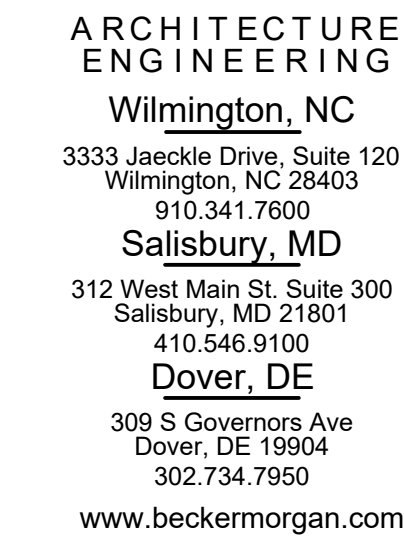 ARCHITECTURE
ENGINEERING
Wilmington, NC
3333 Jaeckle Drive, Suite 120
Wilmington, NC 28403
910.341.7600
Salisbury, MD
312 West Main St. Suite 300
Salisbury, MD 21801
410.546.9100
Dover, DE
309 S Governors Ave
Dover, DE 19904
302.734.7950
www.beckermorgan.com